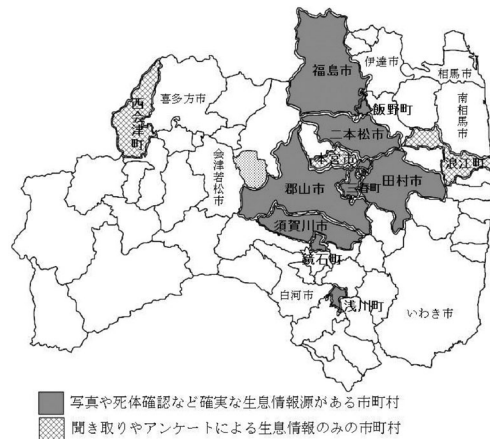 福島市
伊達市
相馬市
飯野町
南相馬市
喜多方市
西会津町
二本松市
本宮市
浪江町
会津若松市
郡山市
三春町
田村市
須賀川市
鏡石町
白河市
浅川町
いわき市
写真や死体確認など確実な生息情報源がある市町村
聞き取りやアンケートによる生息情報のみの市町村